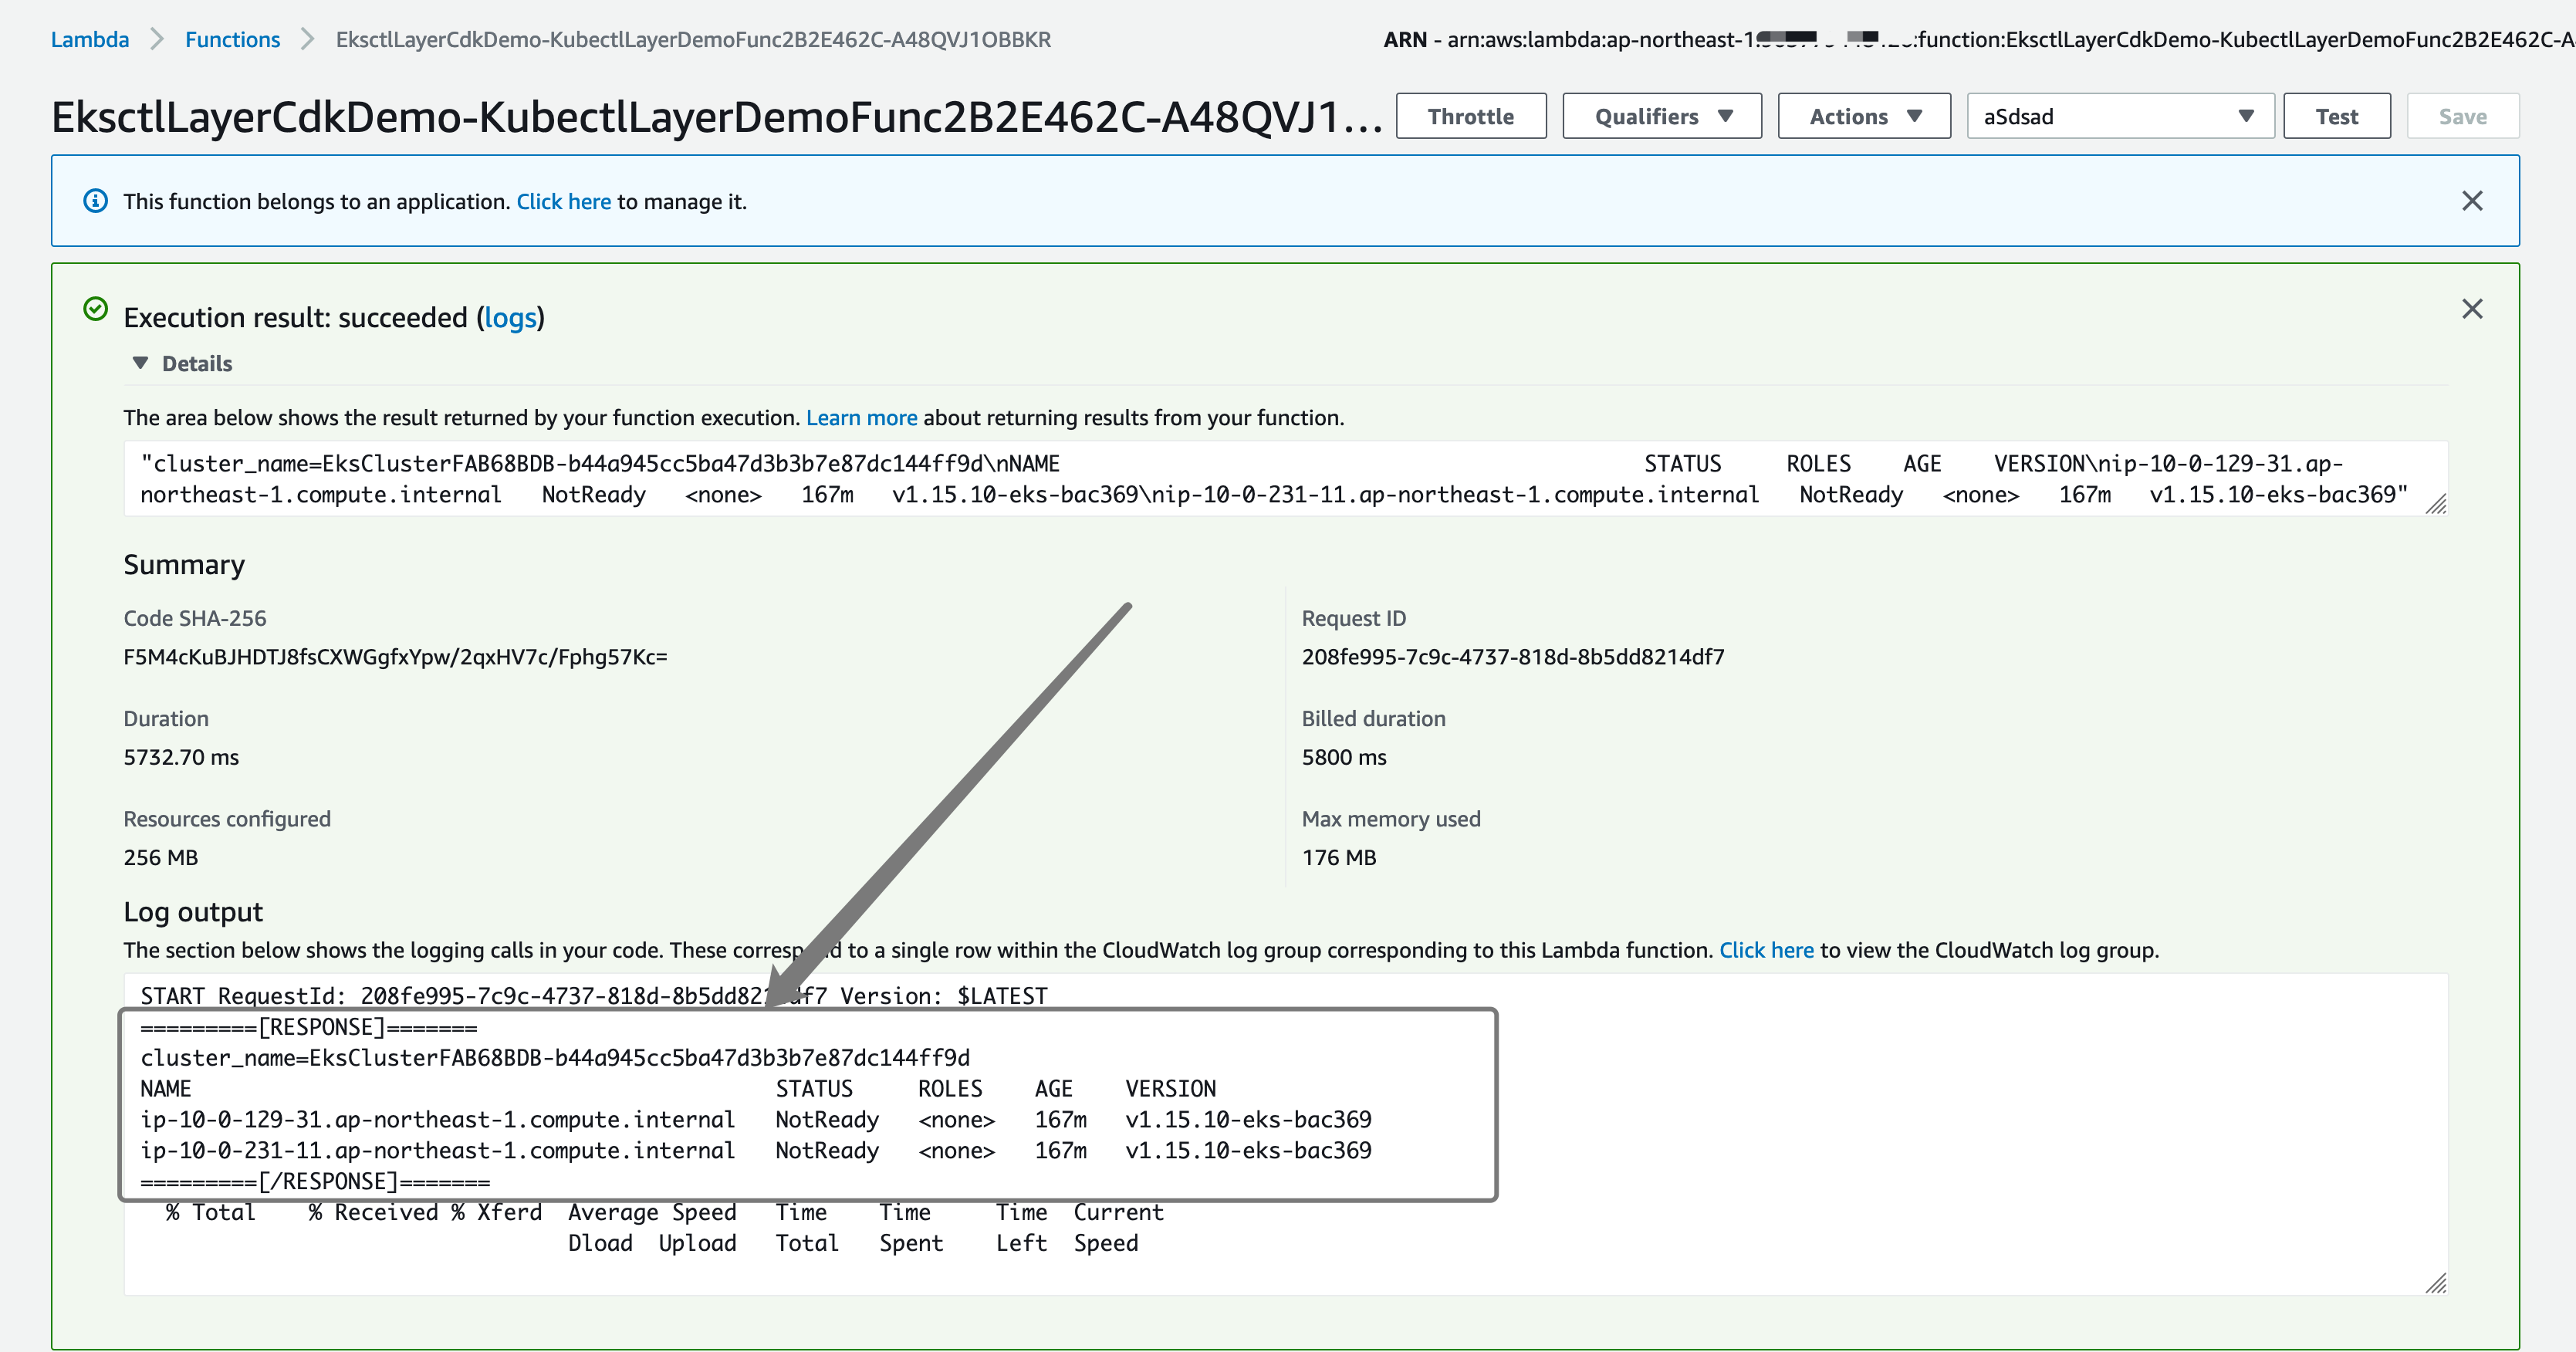 Lambda > Functions > EksctlLayerCdkDemo-KubectlLayerDemoFunc2B2E462C-A48QVJ1OBBKR
ARN - arn:aws:lambda:ap-northeast-1: :function:EksctlLayerCdkDemo-KubectlLayerDemoFunc2B2E462C-A
EksctlLayerCdkDemo-KubectlLayerDemoFunc2B2E462C-A48QVJ1... Throttle Qualifiers Actions aSdsad Test Save
This function belongs to an application. Click here to manage it.
Execution result: succeeded (logs)
Details
The area below shows the result returned by your function execution. Learn more about returning results from your function.
"cluster_name=EksClusterFAB68BDB-b44a945cc5ba47d3b3b7e87dc144ff9d\nNAME STATUS ROLES AGE VERSION\nip-10-0-129-31.ap-
northeast-1.compute.internal NotReady <none> 167m v1.15.10-eks-bac369\nip-10-0-231-11.ap-northeast-1.compute.internal NotReady <none> 167m v1.15.10-eks-bac369"
Summary
Code SHA-256
F5M4cKuBJHDTJ8fsCXWGgfxYpw/2qxHV7c/Fphg57Kc=
Request ID
208fe995-7c9c-4737-818d-8b5dd8214df7
Duration
5732.70 ms
Billed duration
5800 ms
Resources configured
256 MB
Max memory used
176 MB
Log output
The section below shows the logging calls in your code. These correspond to a single row within the CloudWatch log group corresponding to this Lambda function. Click here to view the CloudWatch log group.
START RequestId: 208fe995-7c9c-4737-818d-8b5dd8214df7 Version: $LATEST
=========[RESPONSE]=======
cluster_name=EksClusterFAB68BDB-b44a945cc5ba47d3b3b7e87dc144ff9d
NAME STATUS ROLES AGE VERSION
ip-10-0-129-31.ap-northeast-1.compute.internal NotReady <none> 167m v1.15.10-eks-bac369
ip-10-0-231-11.ap-northeast-1.compute.internal NotReady <none> 167m v1.15.10-eks-bac369
=========[/RESPONSE]=======
% Total % Received % Xferd Average Speed Time Time Time Current
Dload Upload Total Spent Left Speed